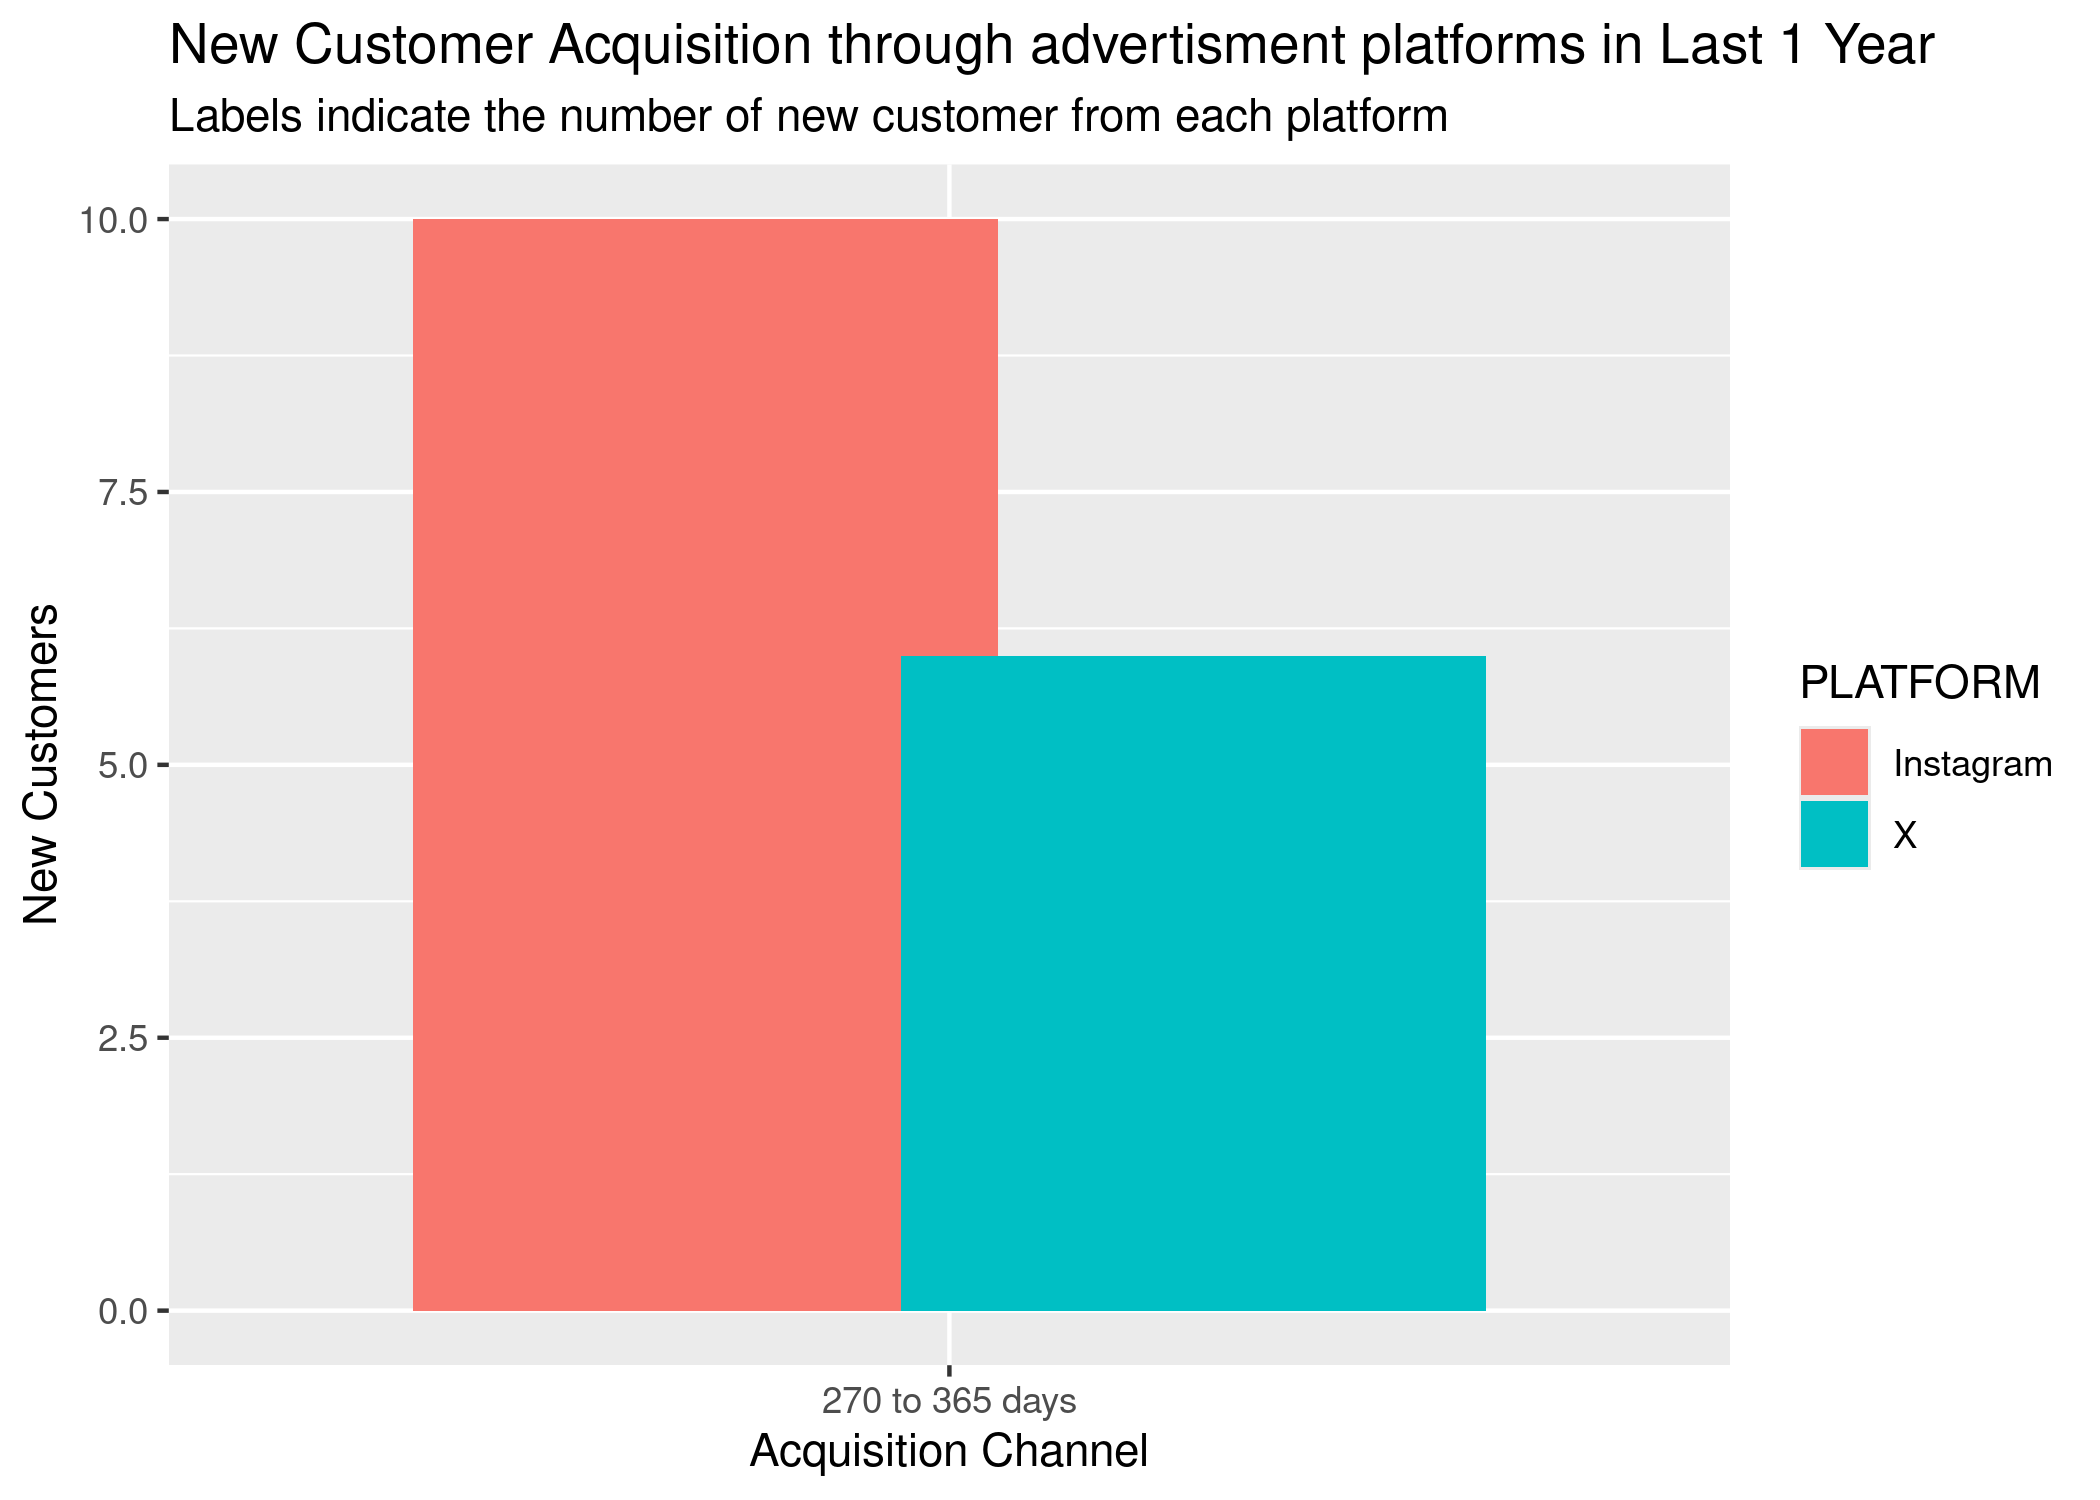 New Customer Acquisition through advertisment platforms in Last 1 Year
Labels indicate the number of new customer from each platform
10.0
7.5
5.0
2.5
0.0
New Customers
270 to 365 days
Acquisition Channel
PLATFORM
Instagram
X